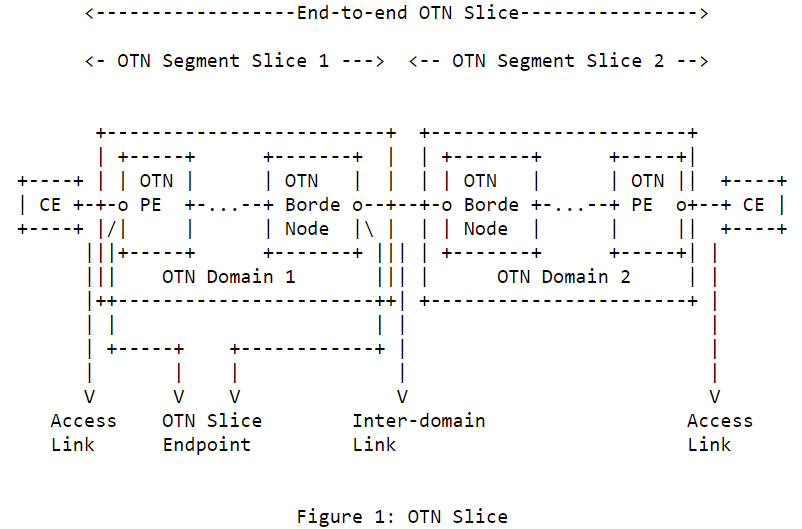 <------------------End-to-end OTN Slice---------------->
<- OTN Segment Slice 1 --->  <-- OTN Segment Slice 2 -->
OTN OTN OTN OTN
CE PE Borde Borde PE CE
Node Node
OTN Domain 1 OTN Domain 2
V V V V V
Access OTN Slice Inter-domain Access
Link Endpoint Link Link
Figure 1: OTN Slice